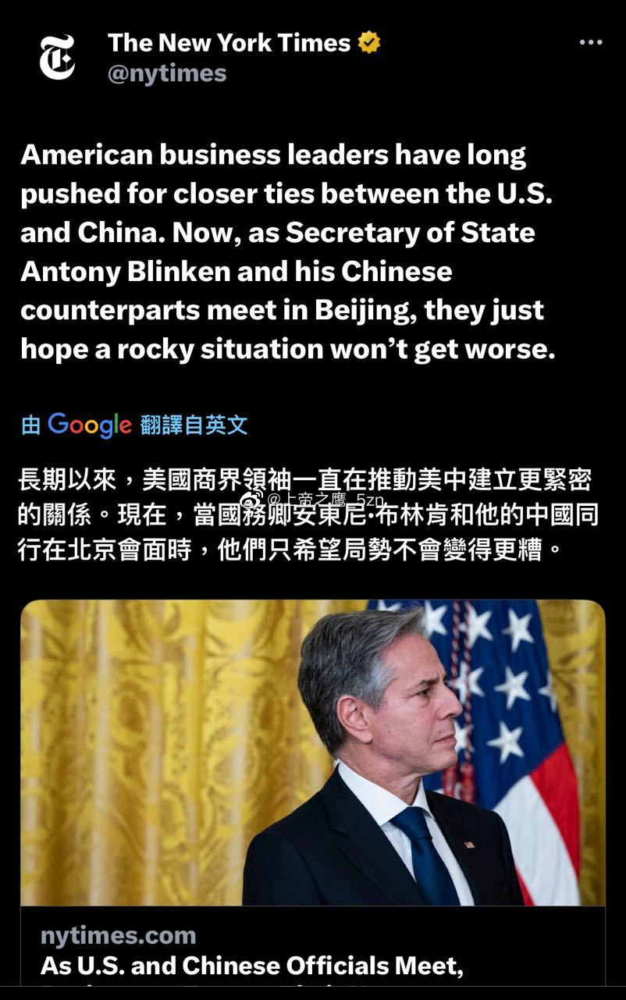 The New York Times
@nytimes
American business leaders have long
pushed for closer ties between the U.S.
and China. Now, as Secretary of State
Antony Blinken and his Chinese
counterparts meet in Beijing, they just
hope a rocky situation won’t get worse.
由 Google 翻譯自英文
長期以來，美國商界領袖一直在推動美中建立更緊密
@上帝之鹰_5zn
的關係。現在，當國務卿安東尼·布林肯和他的中國同
行在北京會面時，他們只希望局勢不會變得更糟。
nytimes.com
As U.S. and Chinese Officials Meet,